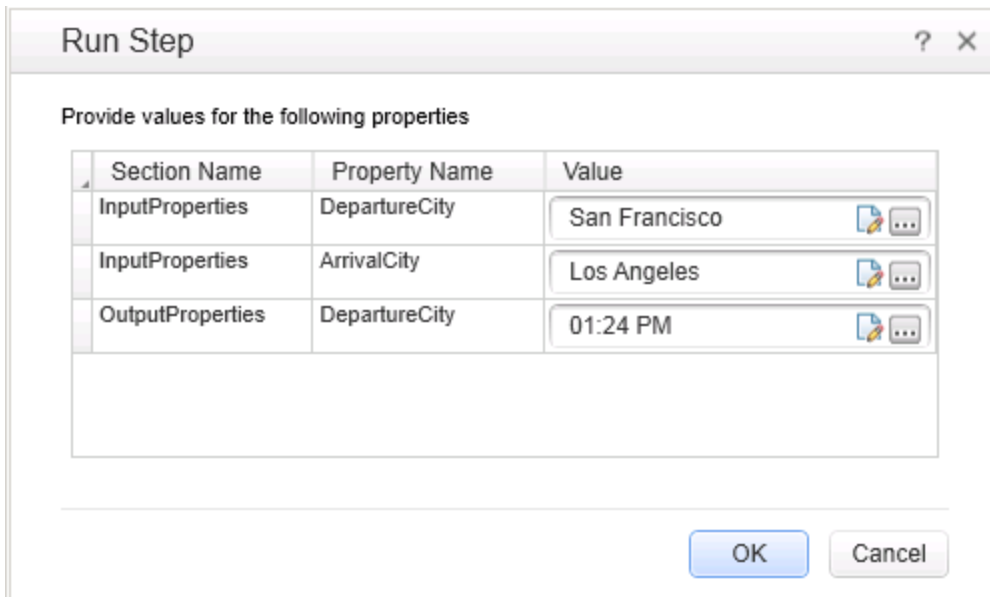 Run Step ? ×
Provide values for the following properties
Section Name Property Name Value
InputProperties DepartureCity San Francisco ...
InputProperties ArrivalCity Los Angeles ...
OutputProperties DepartureCity 01:24 PM ...
OK Cancel